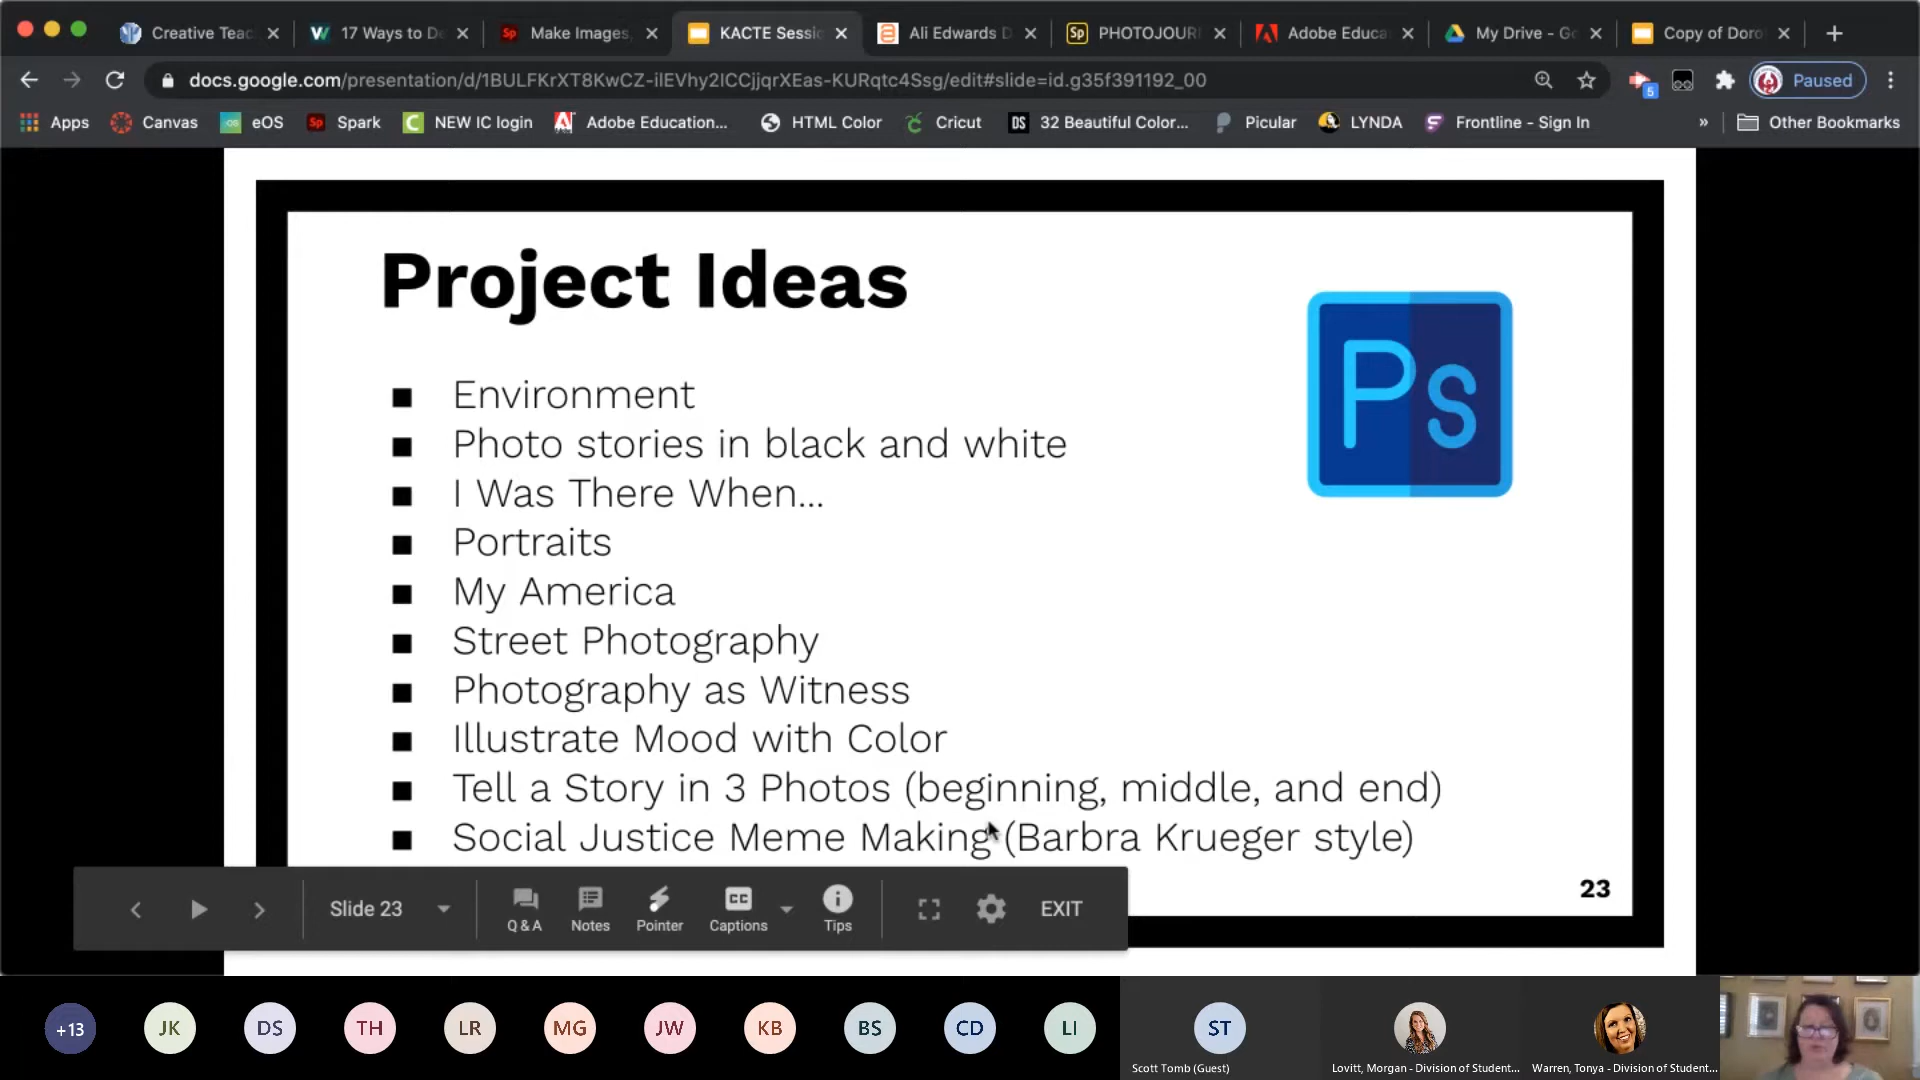 Creative Teac
17 Ways to De
Make Images,
KACTE Sessic
Ali Edwards D
PHOTOJOURI
Adobe Educa
My Drive - Go
Copy of Doro
docs.google.com/presentation/d/1BULFKrXT8KwCZ-ilEVhy2ICCjjqrXEas-KURqtc4Ssg/edit#slide=id.g35f391192_00
5
Paused
Apps
Canvas
eOS
Spark
NEW IC login
Adobe Education...
HTML Color
Cricut
32 Beautiful Color...
Picular
LYNDA
Frontline - Sign In
»
Other Bookmarks
Project Ideas
Ps
■ Environment
■ Photo stories in black and white
■ I Was There When...
■ Portraits
■ My America
■ Street Photography
■ Photography as Witness
■ Illustrate Mood with Color
■ Tell a Story in 3 Photos (beginning, middle, and end)
■ Social Justice Meme Making (Barbra Krueger style)
23
Slide 23
Q & A
Notes
Pointer
CC
Captions
Tips
EXIT
+13
JK
DS
TH
LR
MG
JW
KB
BS
CD
LI
ST
Scott Tomb (Guest)
Lovitt, Morgan - Division of Student...
Warren, Tonya - Division of Student...